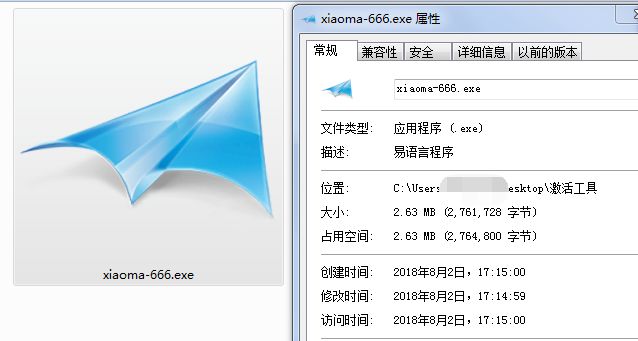 xiaoma-666.exe
xiaoma-666.exe 属性
常规 兼容性 安全 详细信息 以前的版本
xiaoma-666.exe
文件类型: 应用程序 (.exe)
描述: 易语言程序
位置: C:\Users esktop\激活工具
大小: 2.63 MB (2,761,728 字节)
占用空间: 2.63 MB (2,764,800 字节)
创建时间: 2018年8月2日，17:15:00
修改时间: 2018年8月2日，17:14:59
访问时间: 2018年8月2日，17:15:00